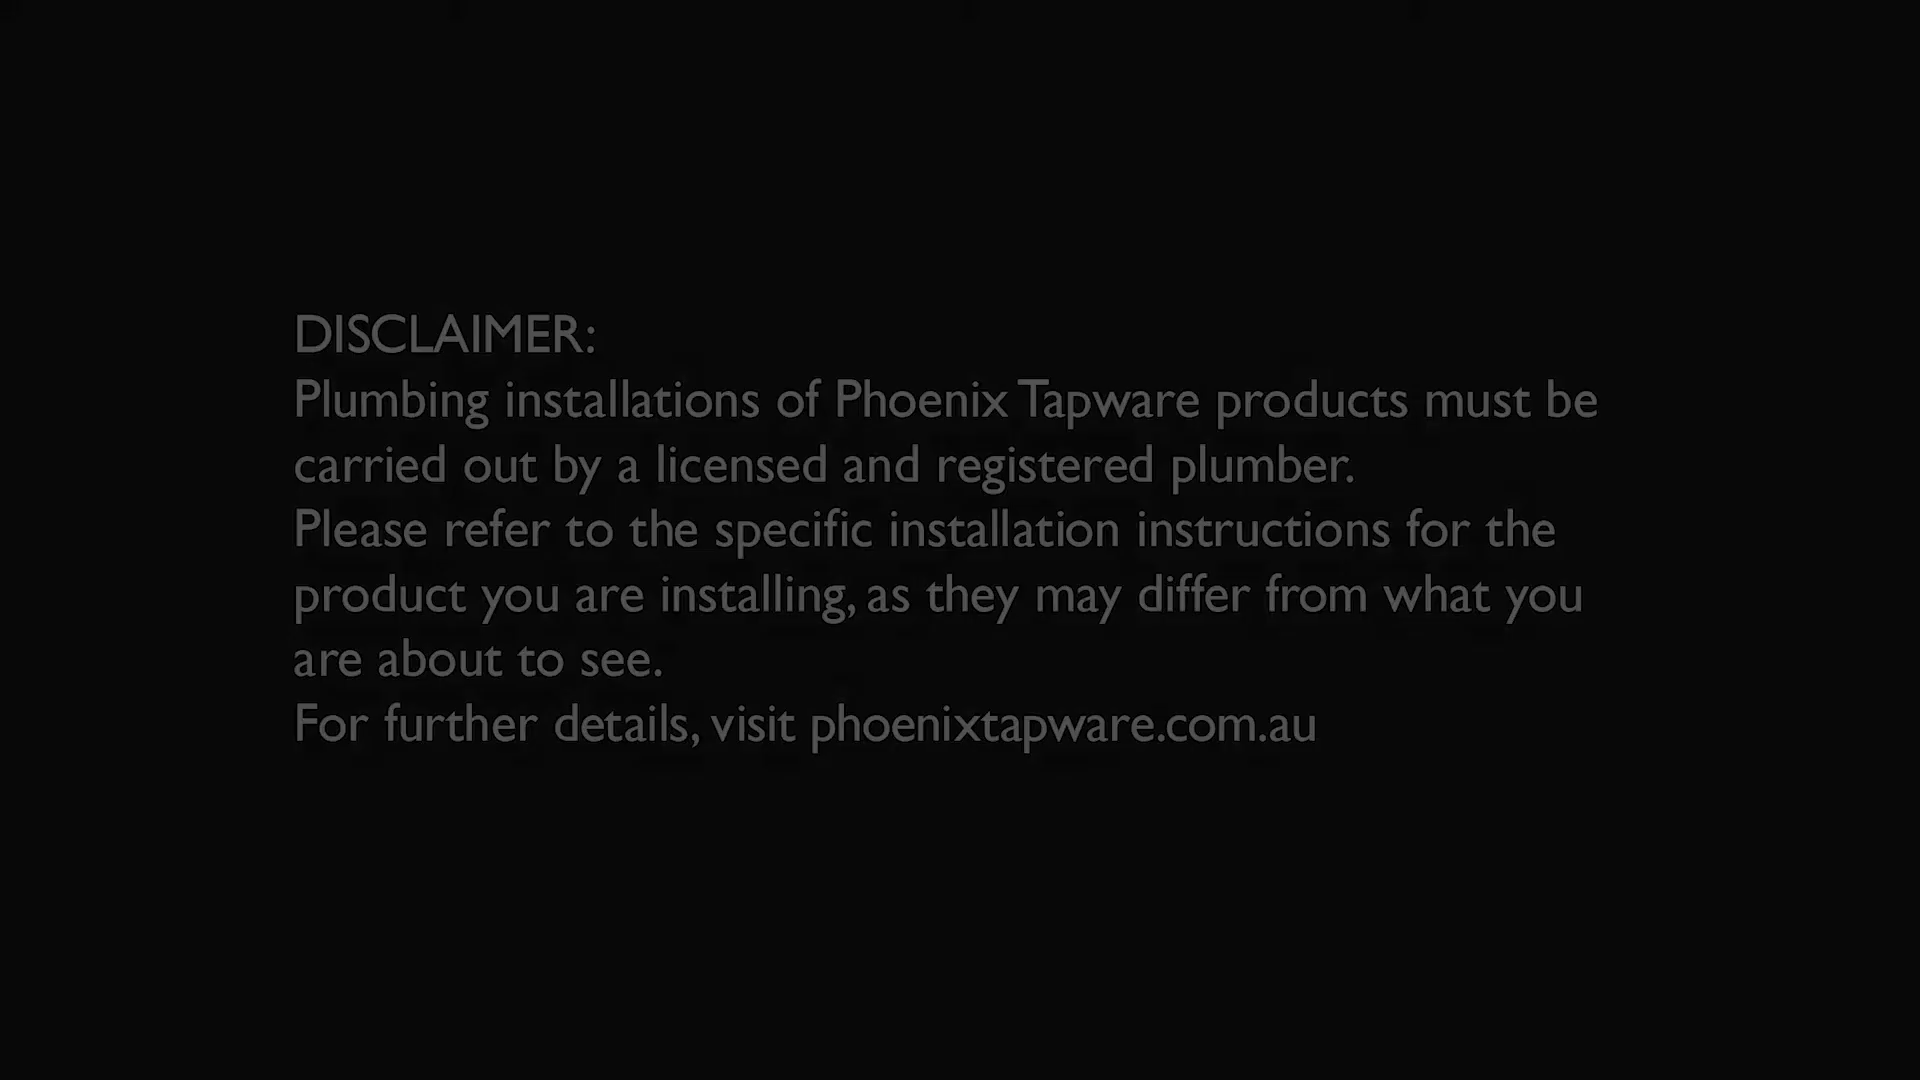 DISCLAIMER:
Plumbing installations of Phoenix Tapware products must be
carried out by a licensed and registered plumber.
Please refer to the specific installation instructions for the
product you are installing, as they may differ from what you
are about to see.
For further details, visit phoenixtapware.com.au